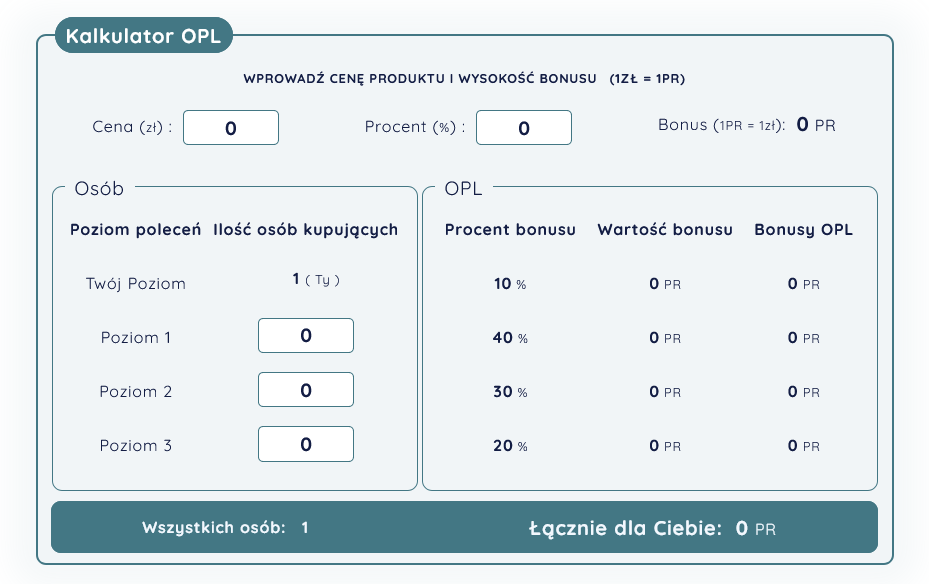 Kalkulator OPL
WPROWADŹ CENĘ PRODUKTU I WYSOKOŚĆ BONUSU (1ZŁ = 1PR)
Cena (zł) : 0 Procent (%) : 0 Bonus (1PR = 1zł): 0 PR
Osób
Poziom poleceń Ilość osób kupujących
Twój Poziom 1 ( Ty )
Poziom 1 0
Poziom 2 0
Poziom 3 0
OPL
Procent bonusu Wartość bonusu Bonusy OPL
10 % 0 PR 0 PR
40 % 0 PR 0 PR
30 % 0 PR 0 PR
20 % 0 PR 0 PR
Wszystkich osób: 1 Łącznie dla Ciebie: 0 PR